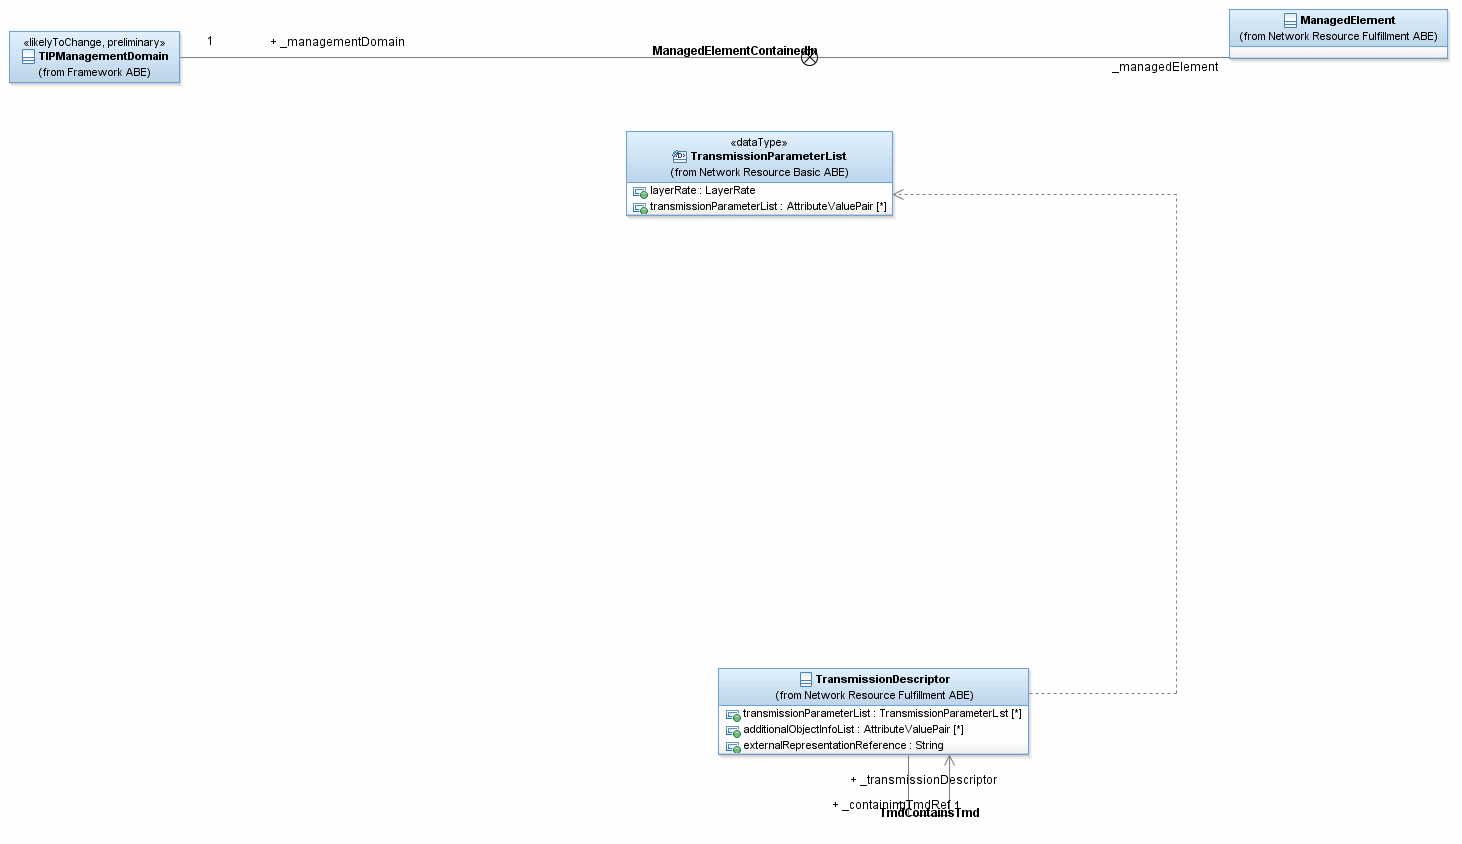 «likelyToChange, preliminary»
TIPManagementDomain
(from Framework ABE)
1
+ _managementDomain
ManagedElementContainedIn
_managedElement
ManagedElement
(from Network Resource Fulfillment ABE)
«dataType»
TransmissionParameterList
(from Network Resource Basic ABE)
layerRate : LayerRate
transmissionParameterList : AttributeValuePair [*]
TransmissionDescriptor
(from Network Resource Fulfillment ABE)
transmissionParameterList : TransmissionParameterList [*]
additionalObjectInfoList : AttributeValuePair [*]
externalRepresentationReference : String
+ _transmissionDescriptor
+ _containingTmdRef 1
TmdContainsTmd